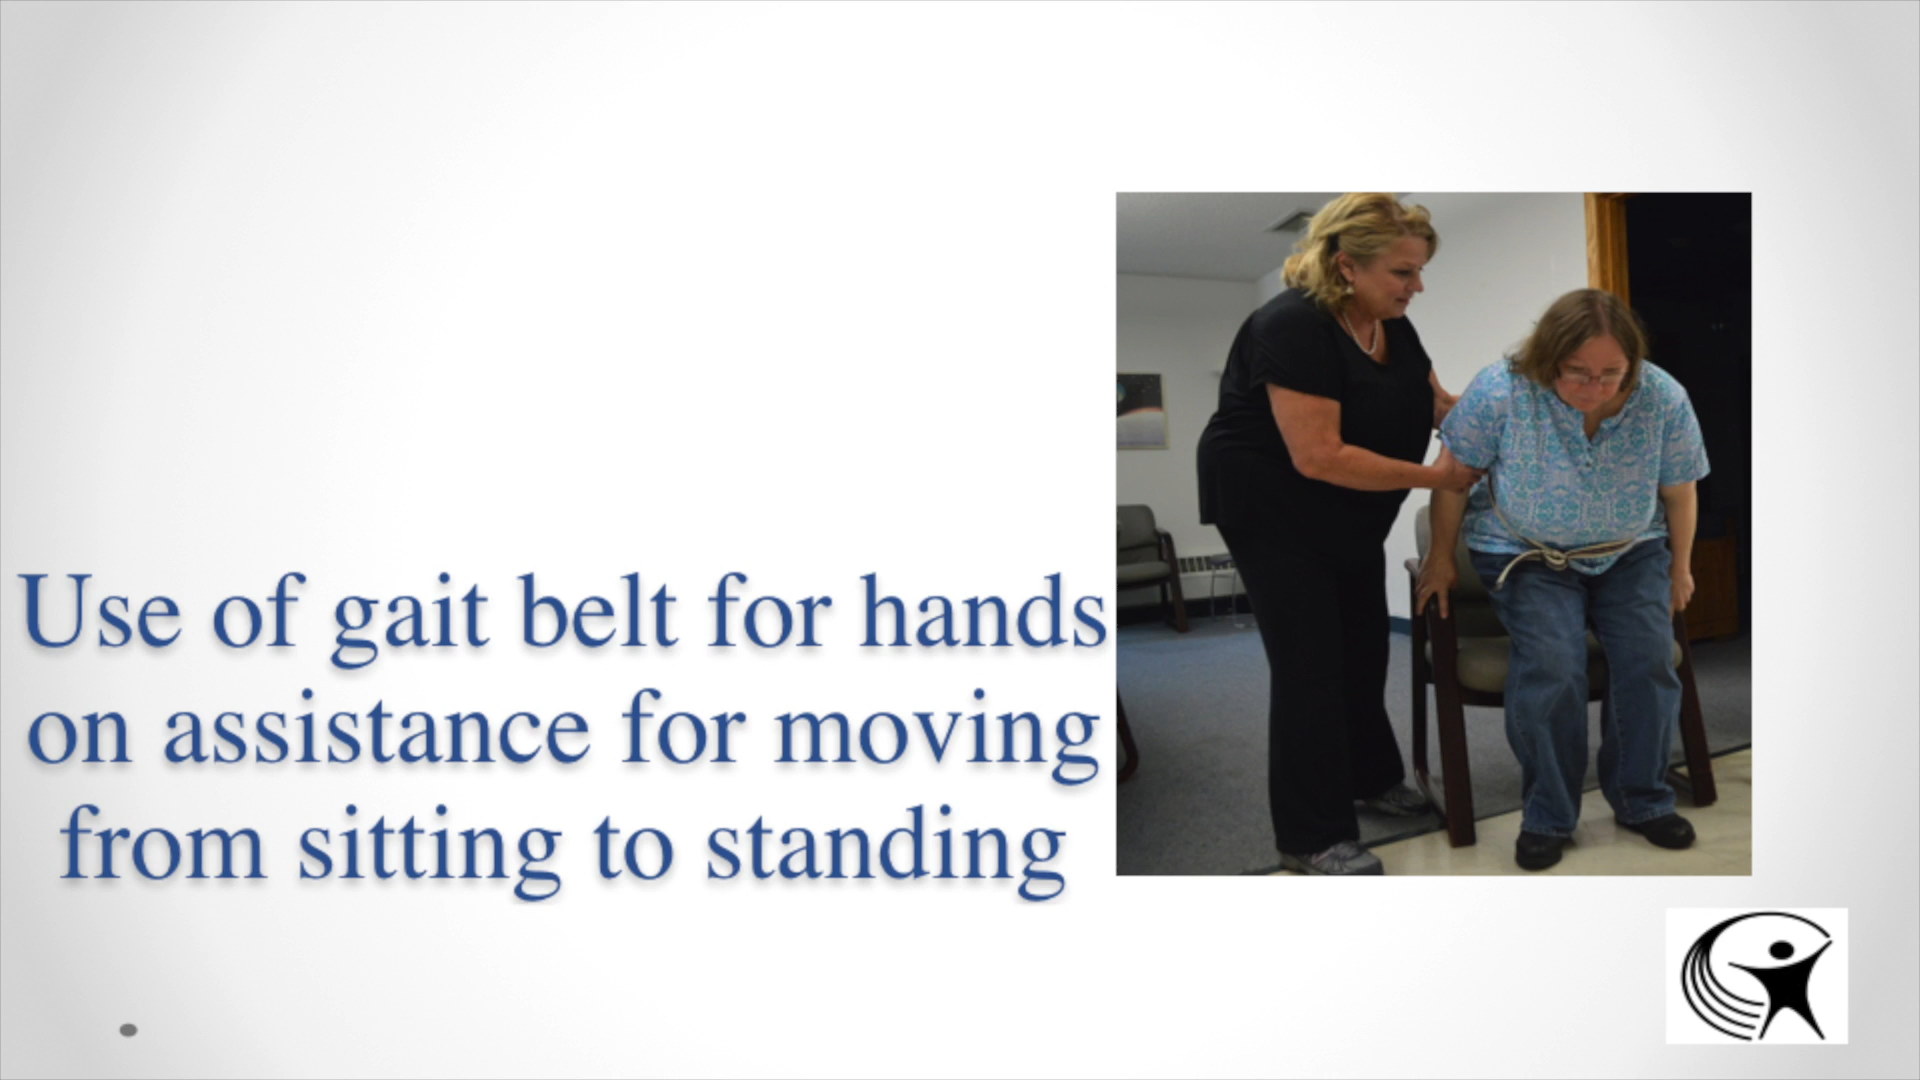 Use of gait belt for hands
on assistance for moving
from sitting to standing